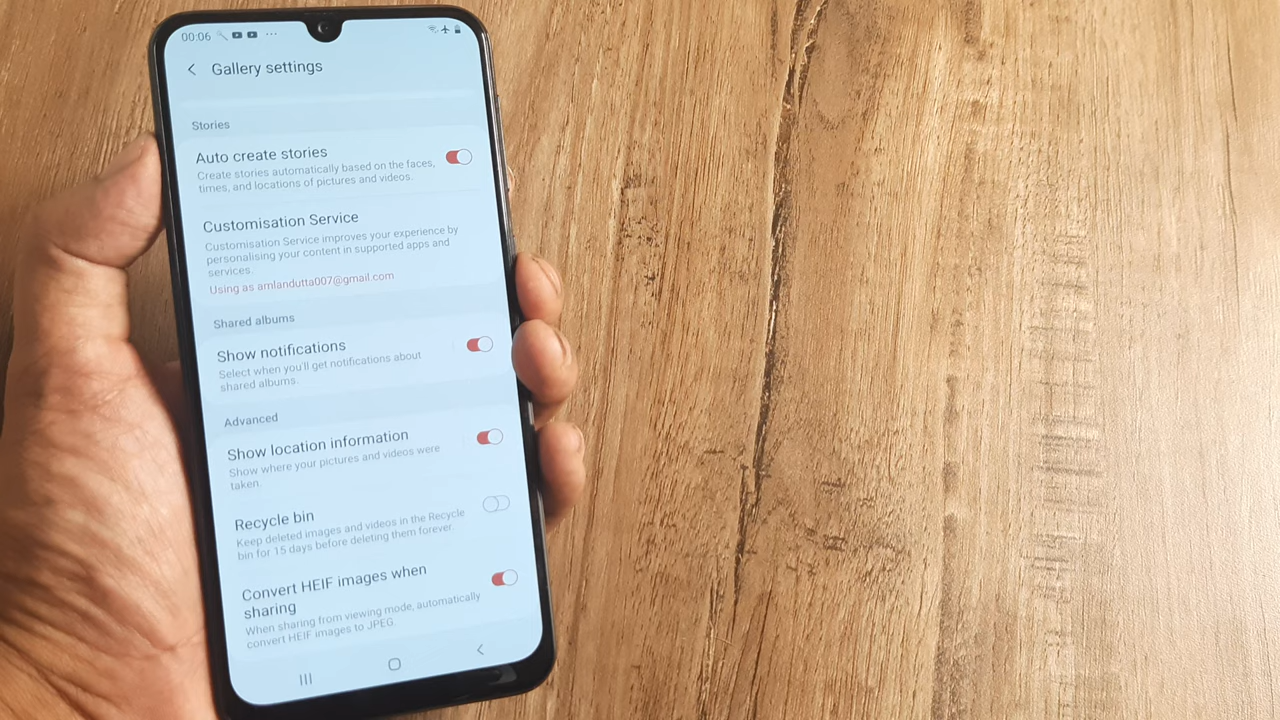 00:06
Gallery settings
Stories
Auto create stories
Create stories automatically based on the faces,
times, and locations of pictures and videos.
Customisation Service
Customisation Service improves your experience by
personalising your content in supported apps and
services.
Using as amlandutta007@gmail.com
Shared albums
Show notifications
Select when you'll get notifications about
shared albums.
Advanced
Show location information
Show where your pictures and videos were
taken.
Recycle bin
Keep deleted images and videos in the Recycle
bin for 15 days before deleting them forever.
Convert HEIF images when
sharing
When sharing from viewing mode, automatically
convert HEIF images to JPEG.